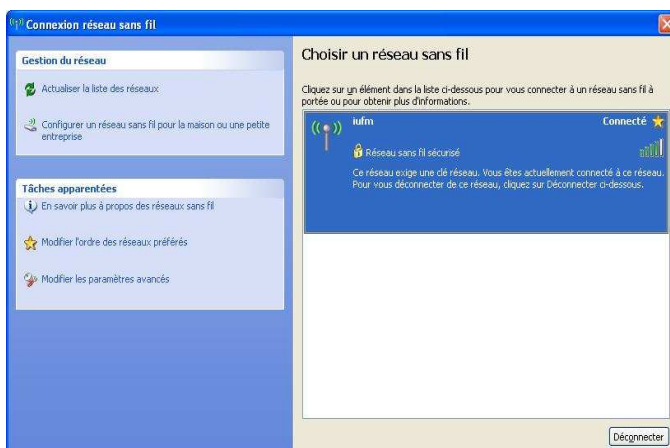 Connexion réseau sans fil
Gestion du réseau
Actualiser la liste des réseaux
Configurer un réseau sans fil pour la maison ou une petite
entreprise
Tâches apparentées
En savoir plus à propos des réseaux sans fil
Modifier l'ordre des réseaux préférés
Modifier les paramètres avancés
Choisir un réseau sans fil
Cliquez sur un élément dans la liste ci-dessous pour vous connecter à un réseau sans fil à
portée ou pour obtenir plus d'informations.
iufm
Connecté
Réseau sans fil sécurisé
Ce réseau exige une clé réseau. Vous êtes actuellement connecté à ce réseau.
Pour vous déconnecter de ce réseau, cliquez sur Déconnecter ci-dessous.
Déconnecter